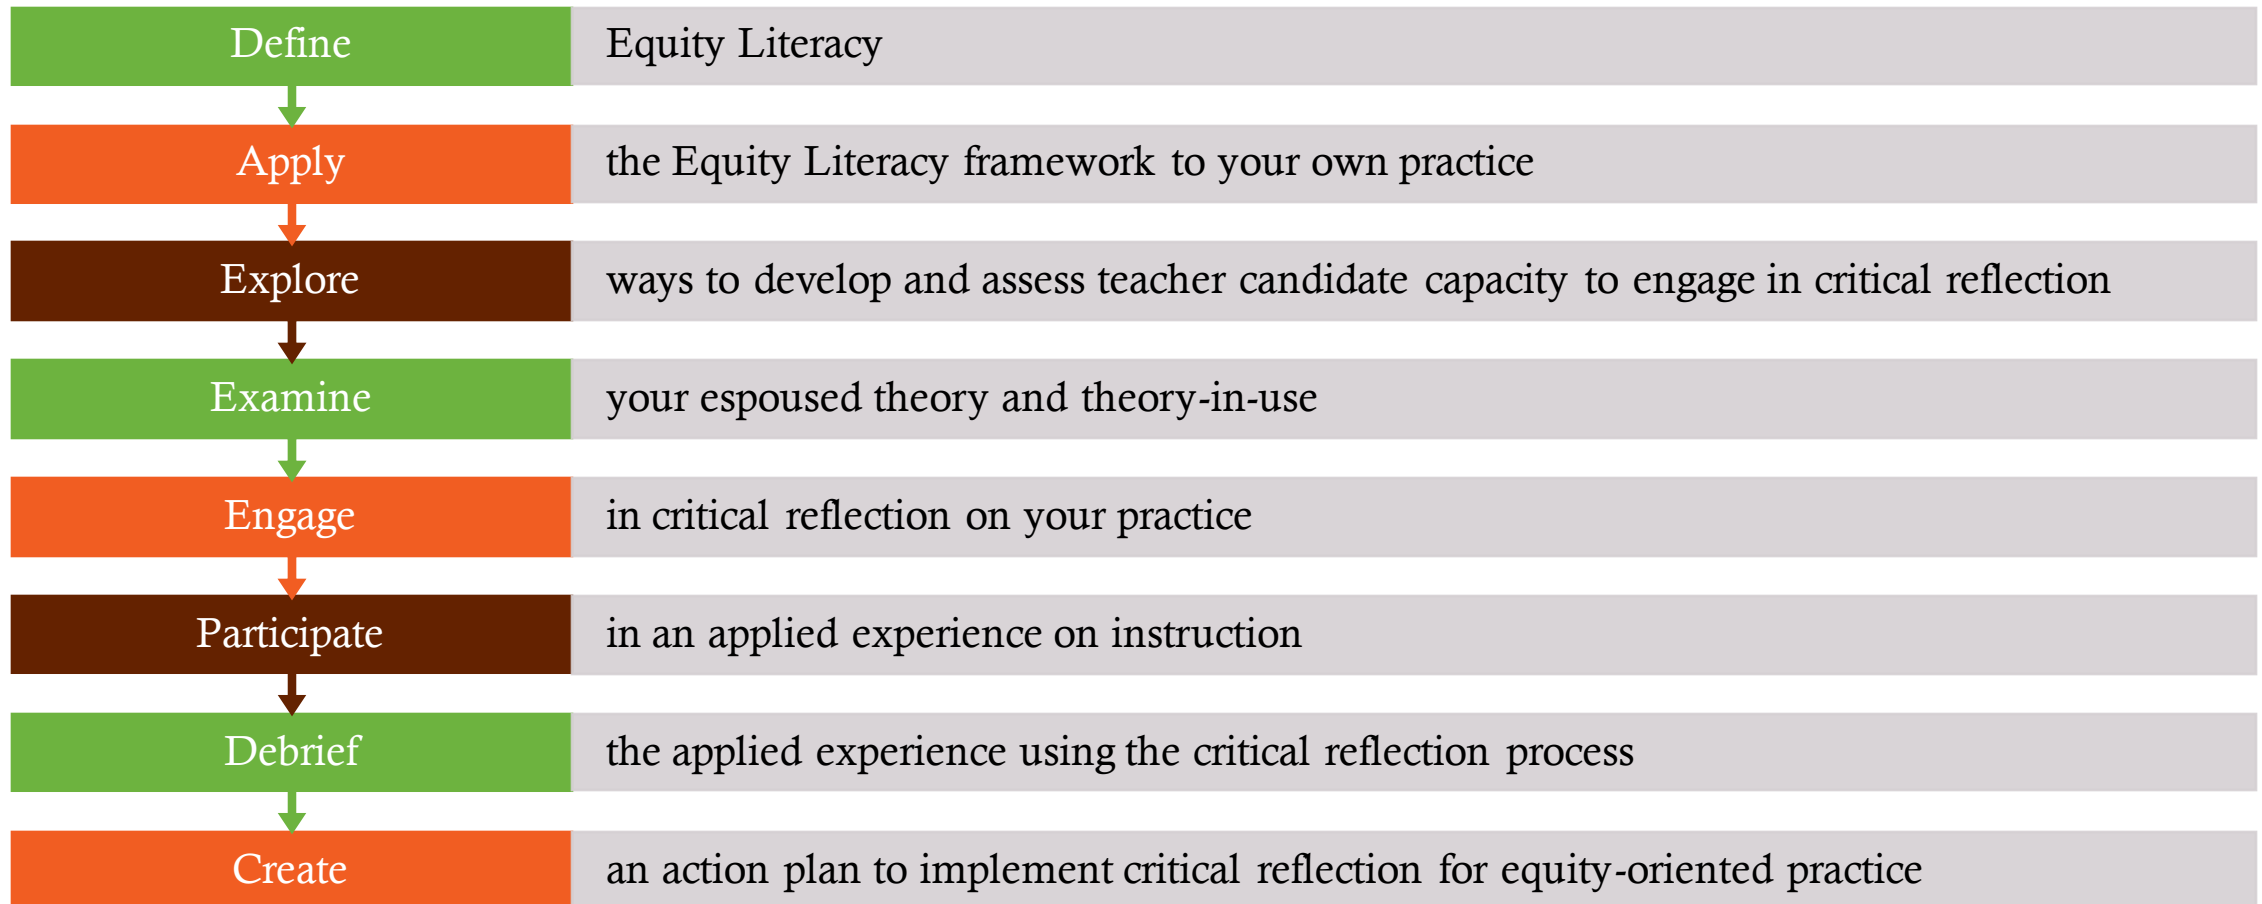 Define
Equity Literacy
Apply
the Equity Literacy framework to your own practice
Explore
ways to develop and assess teacher candidate capacity to engage in critical reflection
Examine
your espoused theory and theory-in-use
Engage
in critical reflection on your practice
Participate
in an applied experience on instruction
Debrief
the applied experience using the critical reflection process
Create
an action plan to implement critical reflection for equity-oriented practice